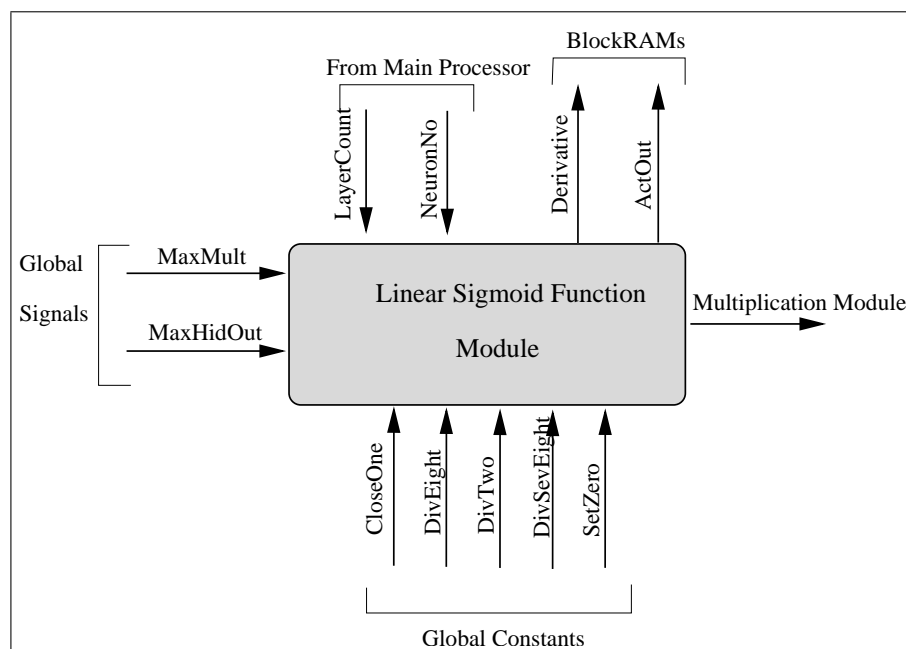 BlockRAMs
From Main Processor
LayerCount
NeuronNo
Derivative
ActOut
Global
Signals
MaxMult
MaxHidOut
Linear Sigmoid Function
Module
Multiplication Module
CloseOne
DivEight
DivTwo
DivSevEight
SetZero
Global Constants